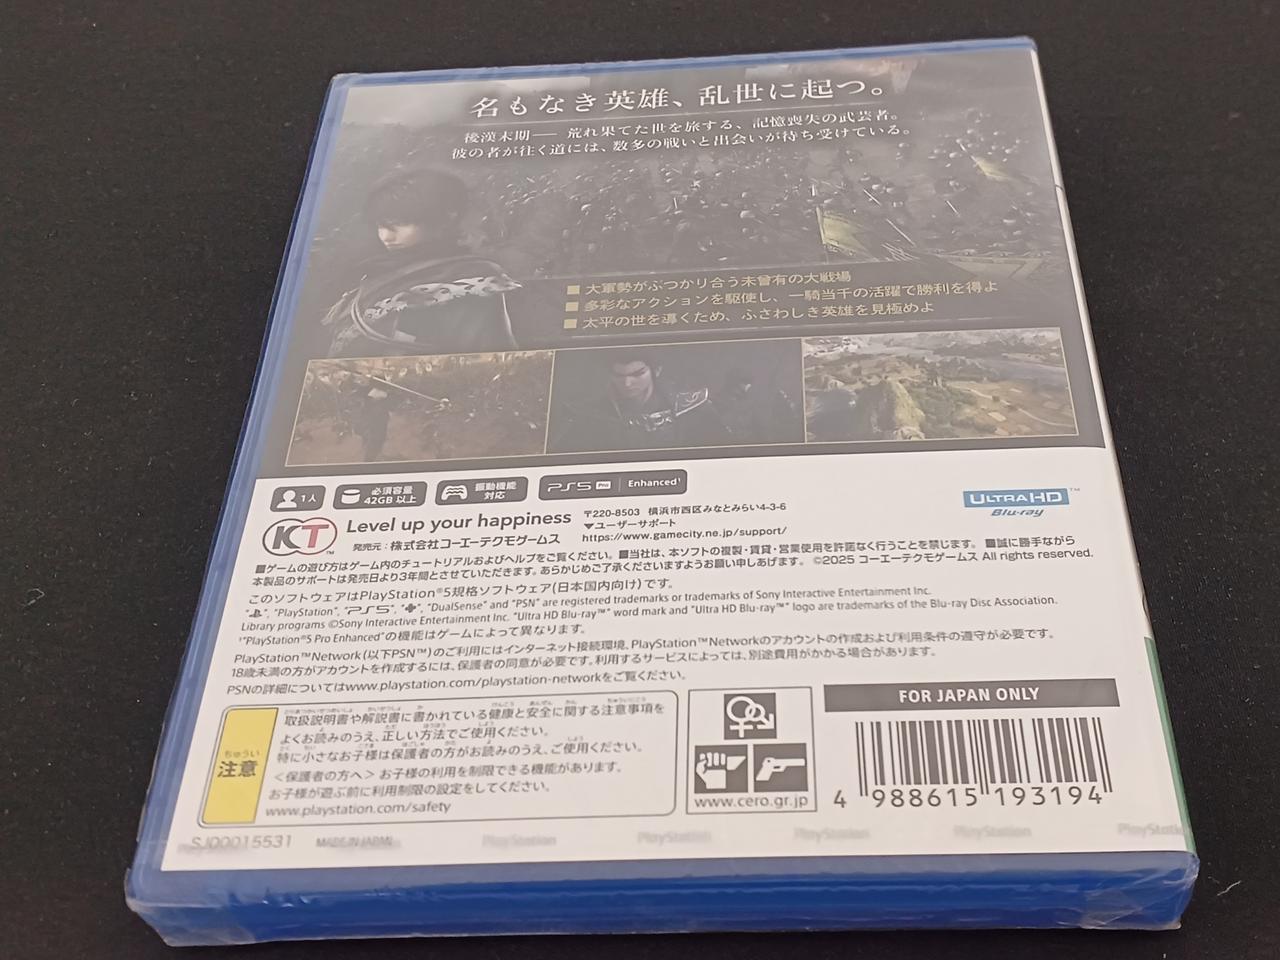 名もなき英雄、乱世に起つ。
後漢末期── 荒れ果てた世を旅する、記憶喪失の武芸者。
彼の者が往く道には、数多の戦いと出会いが待ち受けている。
■ 大軍勢がぶつかり合う未曾有の大戦場
■ 多彩なアクションを駆使し、一騎当千の活躍で勝利を得よ
■ 太平の世を導くため、ふさわしき英雄を見極めよ
1人
必須容量
42GB 以上
振動機能
対応
PS5 Pro Enhanced¹
ULTRA HD™
Blu-ray
KT™
Level up your happiness
発売元：株式会社コーエーテクモゲームス
〒220-8503 横浜市西区みなとみらい4-3-6
▼ユーザーサポート
https://www.gamecity.ne.jp/support/
■ゲームの遊び方はゲーム内のチュートリアルおよびヘルプをご覧ください。■当社は、本ソフトの複製・賃貸・営業使用を許諾なく行うことを禁じます。 ■誠に勝手ながら
本製品のサポートは発売日より3年間とさせていただきます。あらかじめご了承くださいますようお願い申しあげます。 ©2025 コーエーテクモゲームス All rights reserved.
このソフトウェアはPlayStation®5規格ソフトウェア(日本国内向け)です。
" ", "PlayStation", "PS5", " ", "DualSense" and "PSN" are registered trademarks or trademarks of Sony Interactive Entertainment Inc.
Library programs ©Sony Interactive Entertainment Inc. "Ultra HD Blu-ray™" word mark and "Ultra HD Blu-ray™" logo are trademarks of the Blu-ray Disc Association.
¹"PlayStation®5 Pro Enhanced"の機能はゲームによって異なります。
PlayStation™Network (以下PSN™)のご利用にはインターネット接続環境、PlayStation™Networkのアカウントの作成および利用条件の遵守が必要です。
18歳未満の方がアカウントを作成するには、保護者の同意が必要です。利用するサービスによっては、別途費用がかかる場合があります。
PSNの詳細についてはwww.playstation.com/playstation-networkをご覧ください。
ちゅうい
注意
取扱説明書や解説書に書かれている健康と安全に関する注意事項を
よくお読みのうえ、正しい方法でご使用ください。
特に小さなお子様は保護者の方がお読みのうえ、ご使用ください。
＜保護者の方へ＞ お子様の利用を制限できる機能があります。
お子様が遊ぶ前に利用制限の設定をしてください。
www.playstation.com/safety
www.cero.gr.jp
FOR JAPAN ONLY
4 988615 193194
SJ00015531 MADE IN JAPAN
PlayStation PlayStation PlayStation PlayStation PlayStation